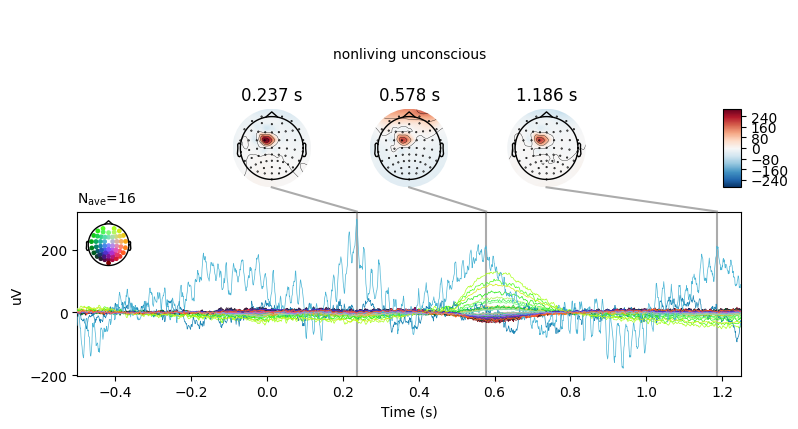 nonliving unconscious
0.237 s 0.578 s 1.186 s
240
160
80
0
−80
−160
−240
Nave=16
200
0
−200
uV
−0.4 −0.2 0.0 0.2 0.4 0.6 0.8 1.0 1.2
Time (s)